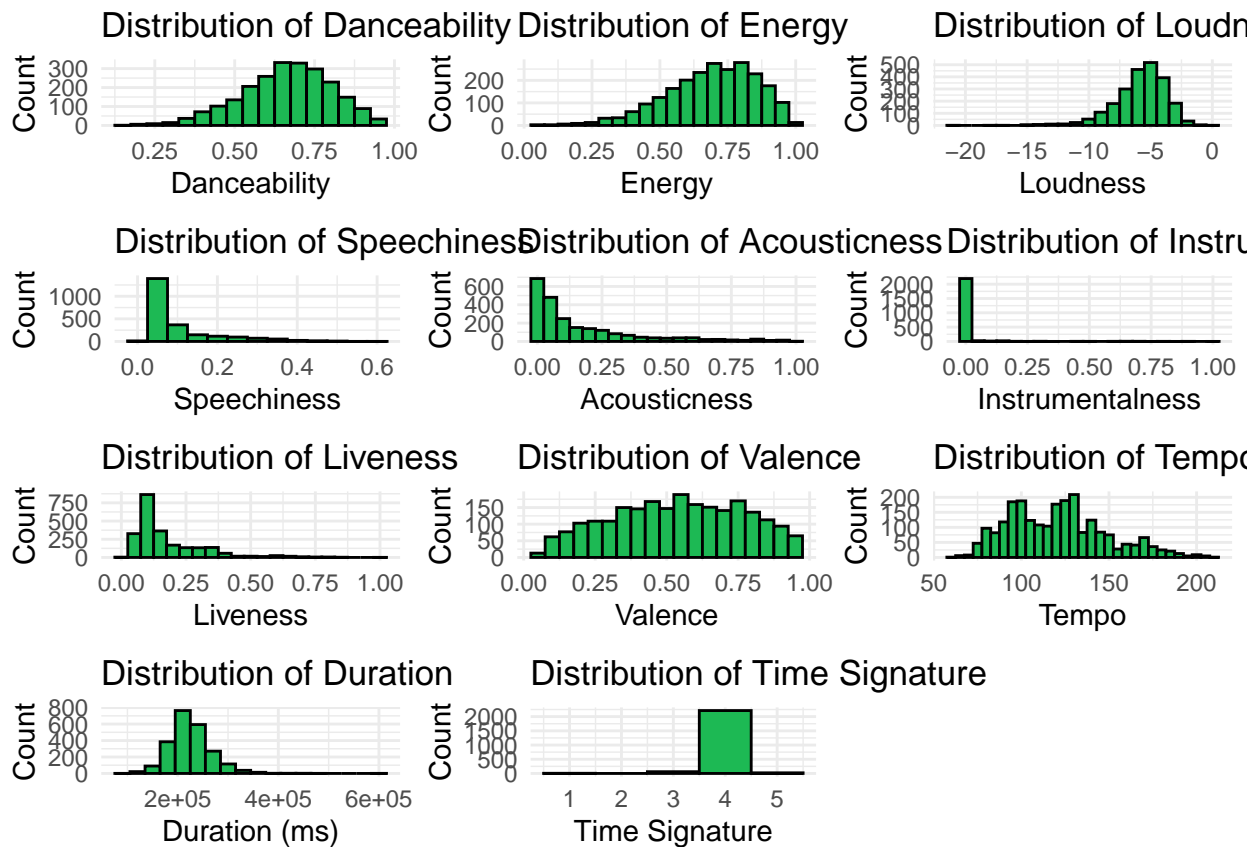 Distribution of Danceability
Count
300
200
100
0
0.25 0.50 0.75 1.00
Danceability
Distribution of Energy
Count
200
100
0
0.00 0.25 0.50 0.75 1.00
Energy
Distribution of Loudn
Count
500
400
300
200
100
0
−20 −15 −10 −5 0
Loudness
Distribution of Speechiness
Count
1000
500
0
0.0 0.2 0.4 0.6
Speechiness
Distribution of Acousticness
Count
600
400
200
0
0.00 0.25 0.50 0.75 1.00
Acousticness
Distribution of Instru
Count
2000
1500
1000
500
0
0.00 0.25 0.50 0.75 1.00
Instrumentalness
Distribution of Liveness
Count
750
500
250
0
0.00 0.25 0.50 0.75 1.00
Liveness
Distribution of Valence
Count
150
100
50
0
0.00 0.25 0.50 0.75 1.00
Valence
Distribution of Tempo
Count
200
150
100
50
0
50 100 150 200
Tempo
Distribution of Duration
Count
800
600
400
200
0
2e+05 4e+05 6e+05
Duration (ms)
Distribution of Time Signature
Count
2000
1500
1000
500
0
1 2 3 4 5
Time Signature